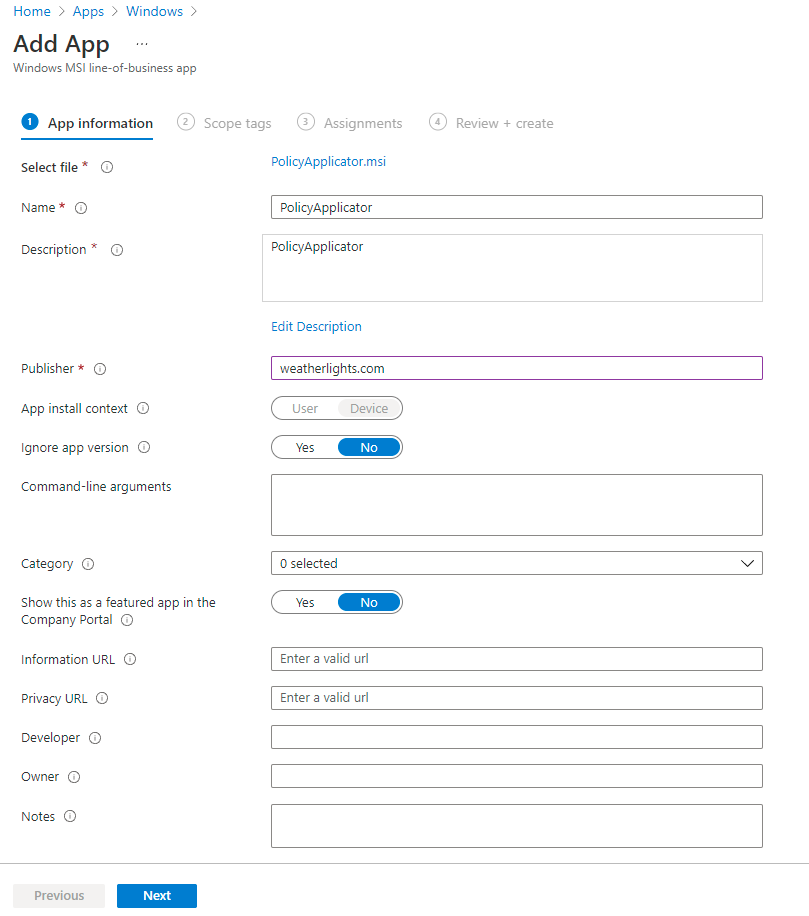 Home > Apps > Windows >
Add App ...
Windows MSI line-of-business app
1 App information 2 Scope tags 3 Assignments 4 Review + create
Select file * PolicyApplicator.msi
Name * PolicyApplicator
Description * PolicyApplicator
Edit Description
Publisher * weatherlights.com
App install context User Device
Ignore app version Yes No
Command-line arguments
Category 0 selected
Show this as a featured app in the Yes No
Company Portal
Information URL Enter a valid url
Privacy URL Enter a valid url
Developer
Owner
Notes
Previous Next